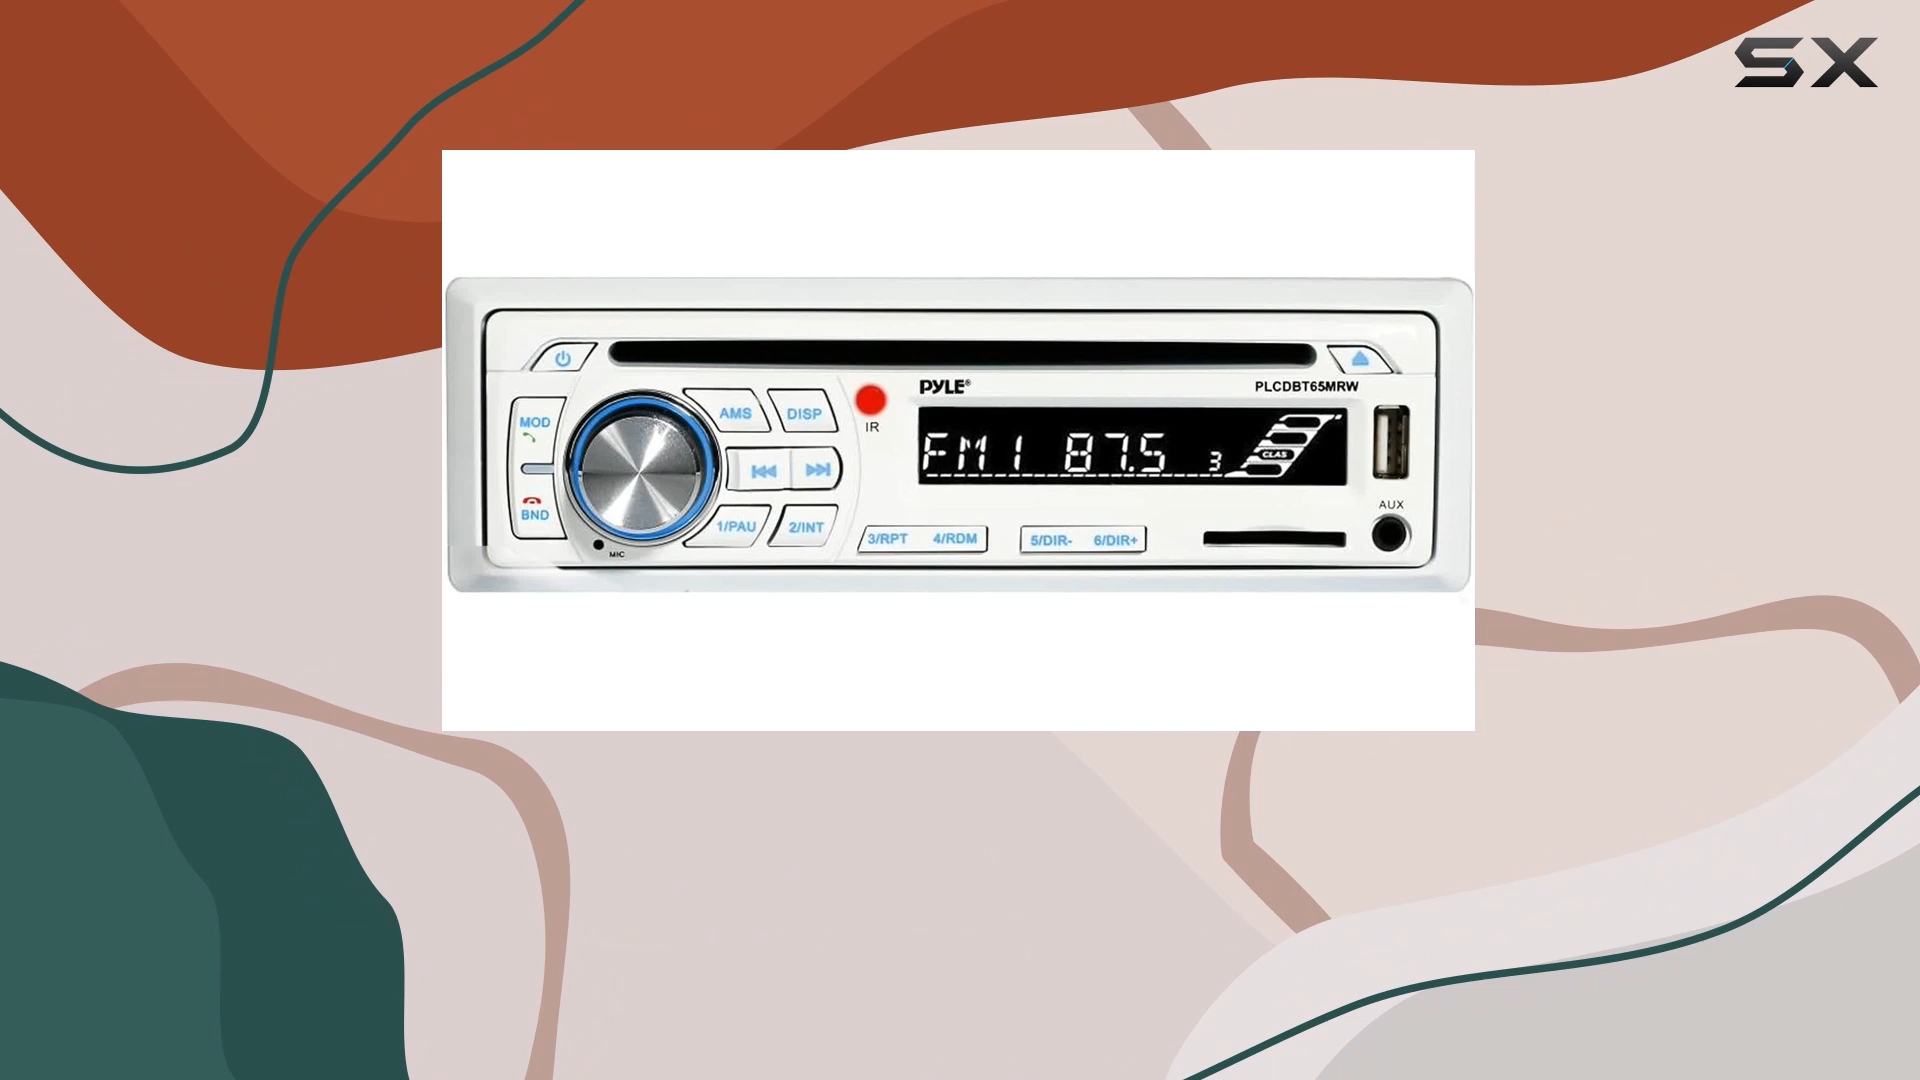 SX
PYLE®
PLCDBT65MRW
MOD
AMS
DISP
IR
FM1 87.5 3
CLAS
AUX
BND
1/PAU
2/INT
3/RPT
4/RDM
5/DIR-
6/DIR+
MIC